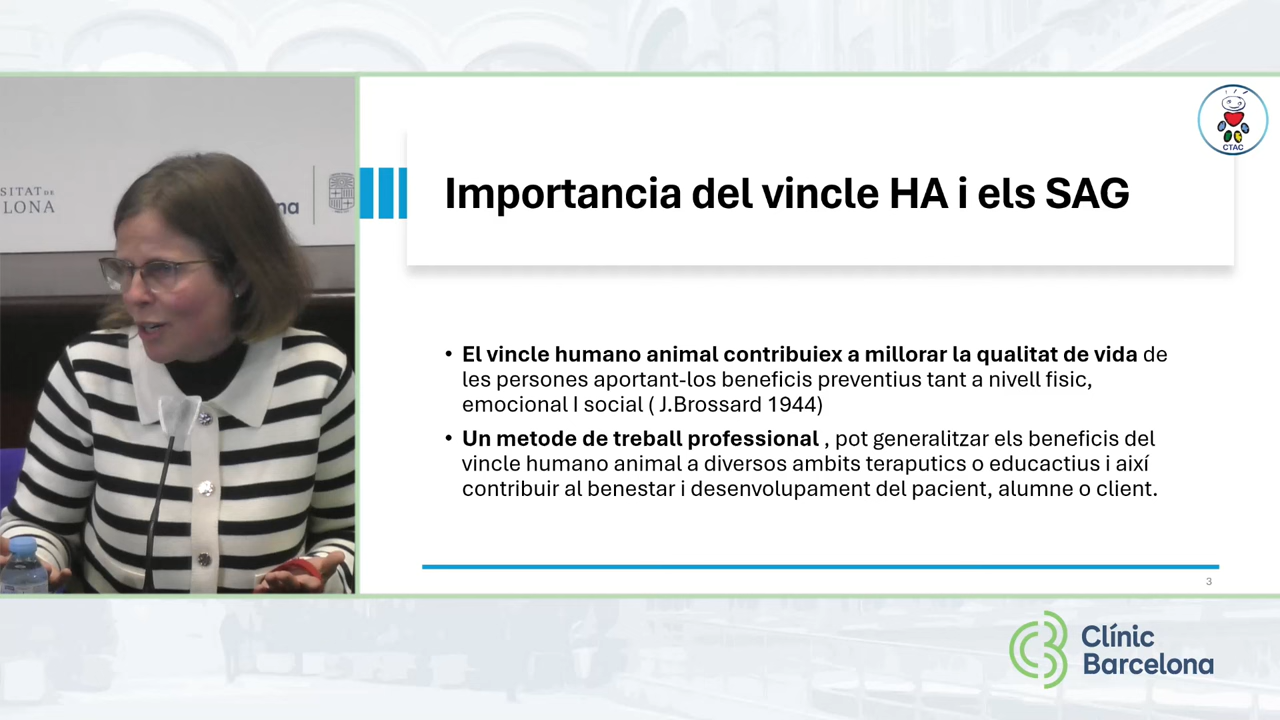 SITAT DE
LONA
na
CTAC
Importancia del vincle HA i els SAG
• El vincle humano animal contribuiex a millorar la qualitat de vida de
les persones aportant-los beneficis preventius tant a nivell fisic,
emocional I social ( J.Brossard 1944)
• Un metode de treball professional , pot generalitzar els beneficis del
vincle humano animal a diversos ambits teraputics o educactius i així
contribuir al benestar i desenvolupament del pacient, alumne o client.
3
Clínic
Barcelona